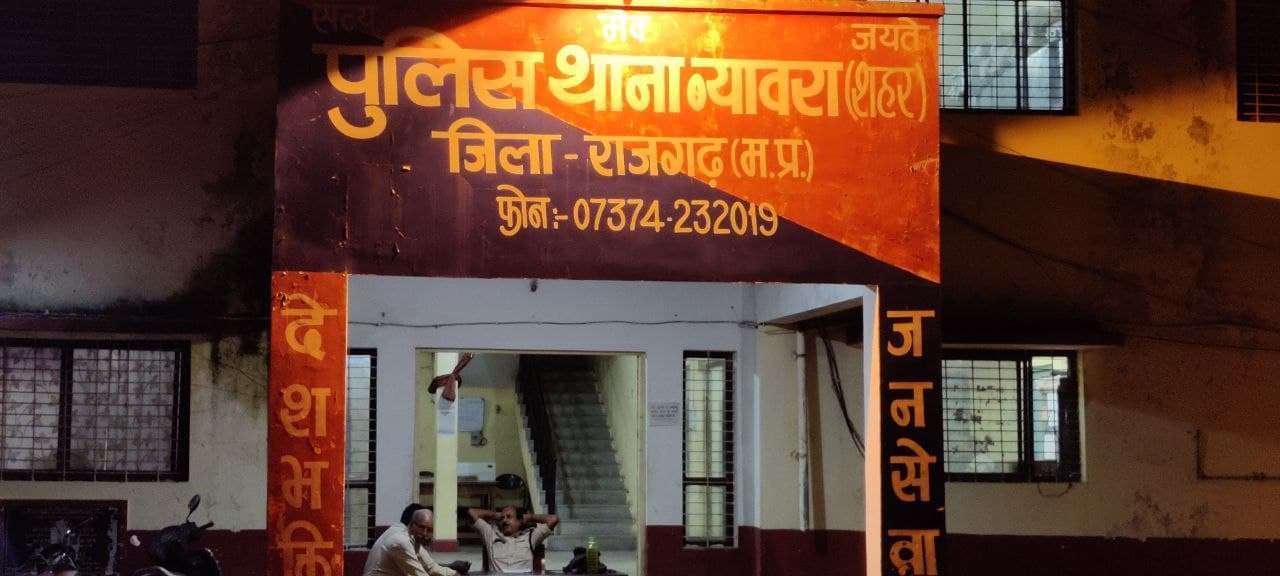 सत्य मेव जयते
पुलिस थाना ब्यावरा (शहर)
जिला - राजगढ़ (म.प्र.)
फ़ोन:- 07374-232019
देशभक्ति
जनसेवा